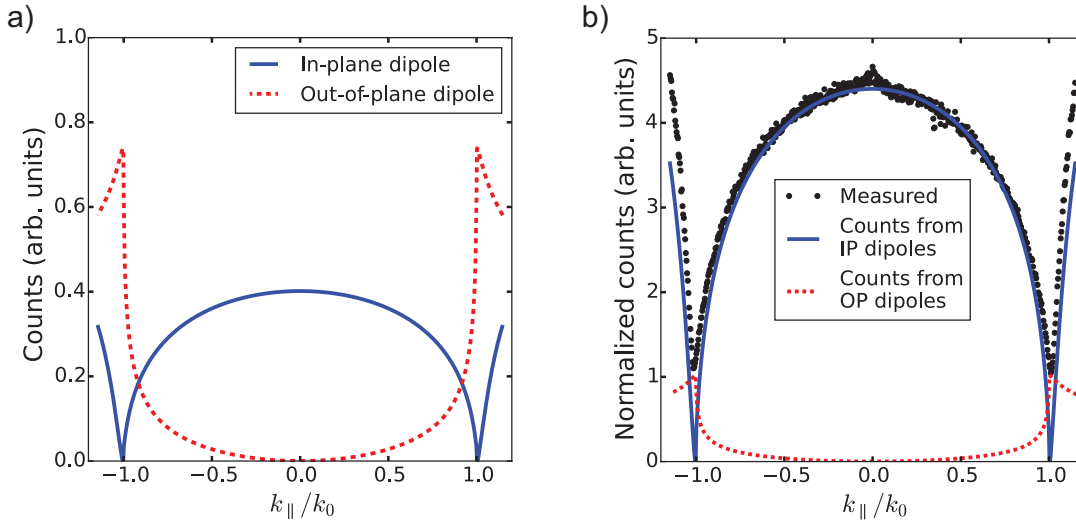 a)
1.0
0.8
0.6
0.4
0.2
0.0
Counts (arb. units)
In-plane dipole
Out-of-plane dipole
−1.0
−0.5
0.0
0.5
1.0
k∥/k0
b)
5
4
3
2
1
0
Normalized counts (arb. units)
Measured
Counts from
IP dipoles
Counts from
OP dipoles
−1.0
−0.5
0.0
0.5
1.0
k∥/k0